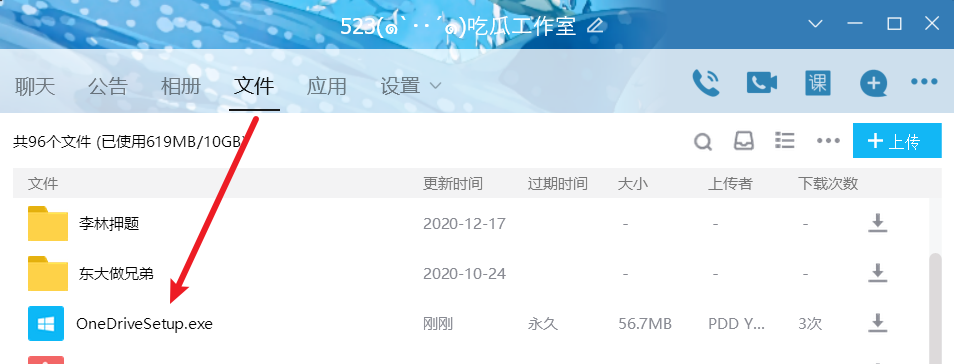 523(๑`･･´๑)吃瓜工作室
聊天 公告 相册 文件 应用 设置
课
共96个文件 (已使用619MB/10GB)
上传
文件 更新时间 过期时间 大小 上传者 下载次数
李林押题 2020-12-17 - - -
东大做兄弟 2020-10-24 - - -
OneDriveSetup.exe 刚刚 永久 56.7MB PDD Y... 3次